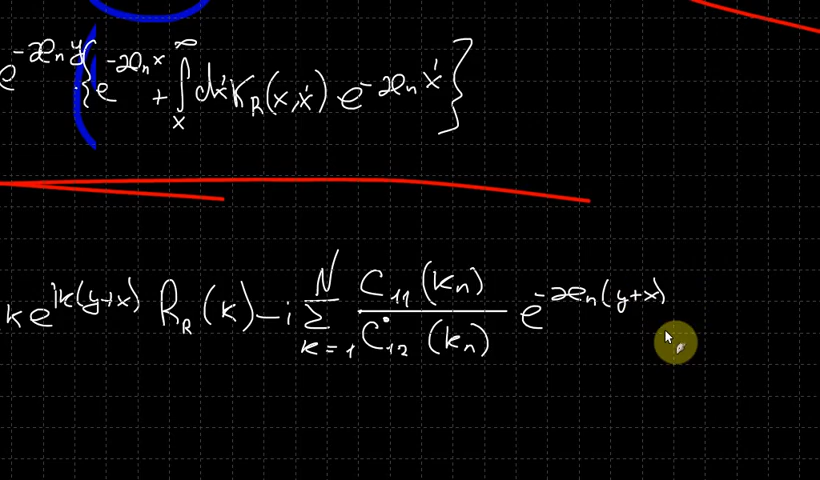 e^{-æ_n y} { e^{-æ_n x} + ∫_x^∞ dx' K_R(x,x') e^{-æ_n x'} }
k e^{ik(y+x)} R_R(k) - i Σ_{k=1}^N C_{11}(k_n) / Ċ_{12}(k_n) e^{-æ_n(y+x)}